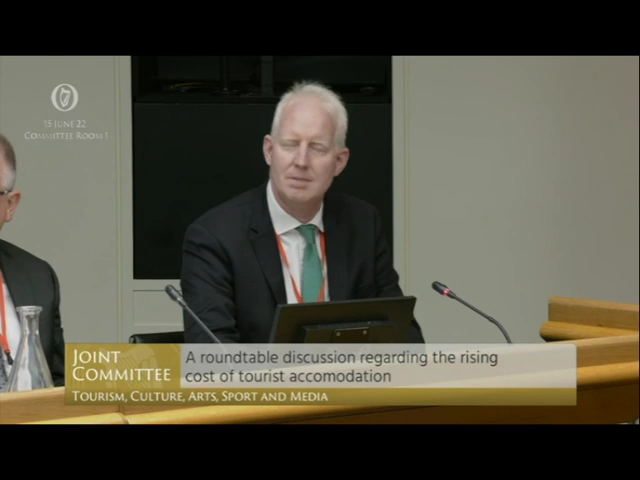 15 JUNE 22
COMMITTEE ROOM 1
JOINT
COMMITTEE
A roundtable discussion regarding the rising
cost of tourist accomodation
TOURISM, CULTURE, ARTS, SPORT AND MEDIA